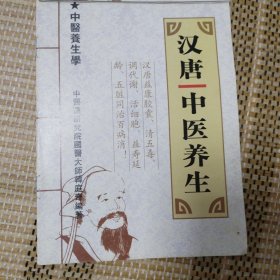 汉唐中医养生
汉唐益康胶囊，清五毒、
调代谢，活细胞，益寿延
龄，五脏同治百病消！
★中醫養生學